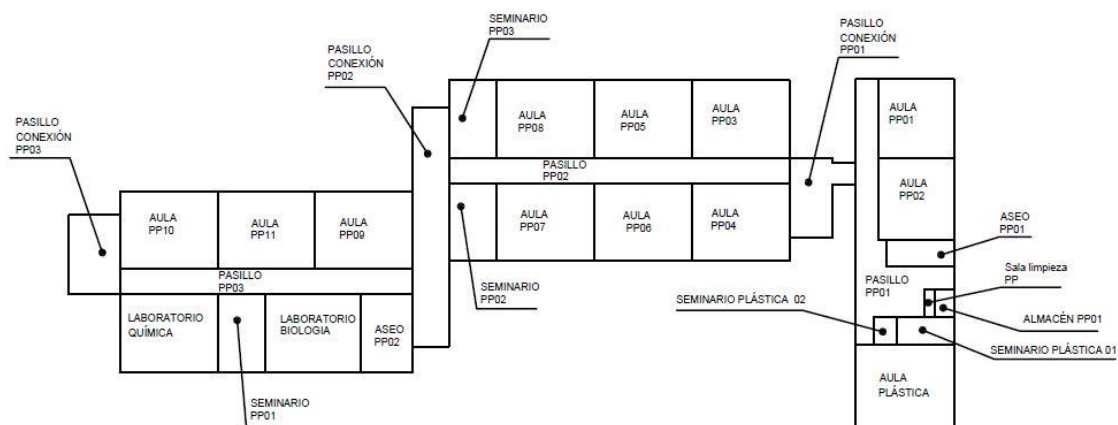 SEMINARIO
PP03
PASILLO
CONEXIÓN
PP02
PASILLO
CONEXIÓN
PP01
PASILLO
CONEXIÓN
PP03
AULA
PP08
AULA
PP05
AULA
PP03
AULA
PP01
PASILLO
PP02
AULA
PP02
AULA
PP07
AULA
PP06
AULA
PP04
AULA
PP10
AULA
PP11
AULA
PP09
ASEO
PP01
PASILLO
PP03
SEMINARIO
PP02
PASILLO
PP01
Sala limpieza
PP
SEMINARIO PLÁSTICA 02
ALMACÉN PP01
LABORATORIO
QUÍMICA
LABORATORIO
BIOLOGIA
ASEO
PP02
SEMINARIO PLÁSTICA 01
AULA
PLÁSTICA
SEMINARIO
PP01